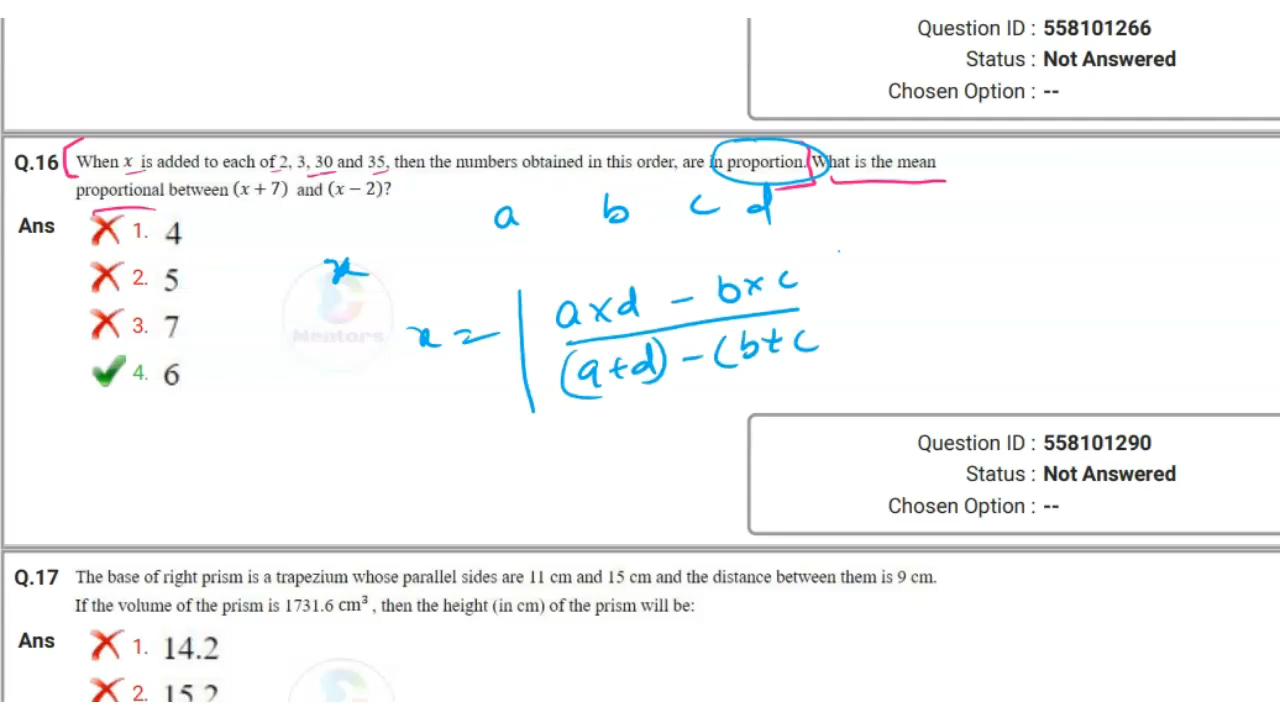 Question ID : 558101266
Status : Not Answered
Chosen Option : --
Q.16 When x is added to each of 2, 3, 30 and 35, then the numbers obtained in this order, are in proportion. What is the mean
proportional between (x + 7) and (x − 2)?
a b c d
Ans 1. 4
2. 5
3. 7
4. 6
x
Mentors
x = | a×d − b×c
(a+d) − (b+c
Question ID : 558101290
Status : Not Answered
Chosen Option : --
Q.17 The base of right prism is a trapezium whose parallel sides are 11 cm and 15 cm and the distance between them is 9 cm.
If the volume of the prism is 1731.6 cm³ , then the height (in cm) of the prism will be:
Ans 1. 14.2
2. 15.2